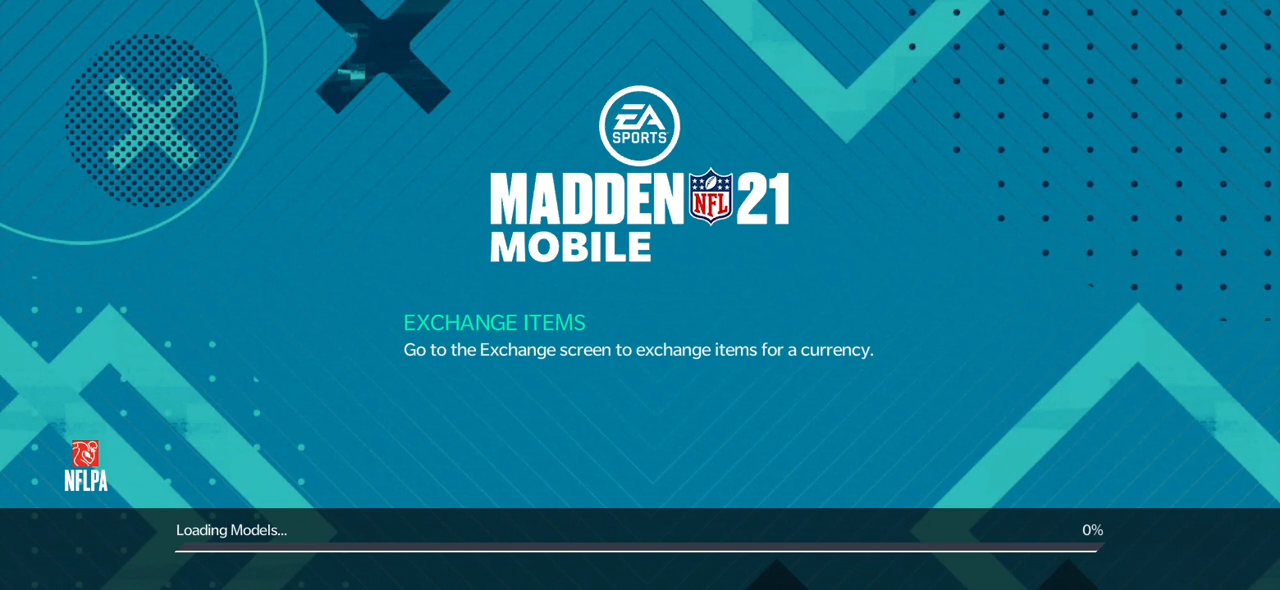 EA
SPORTS
MADDEN NFL 21
MOBILE
EXCHANGE ITEMS
Go to the Exchange screen to exchange items for a currency.
NFLPA
Loading Models... 0%